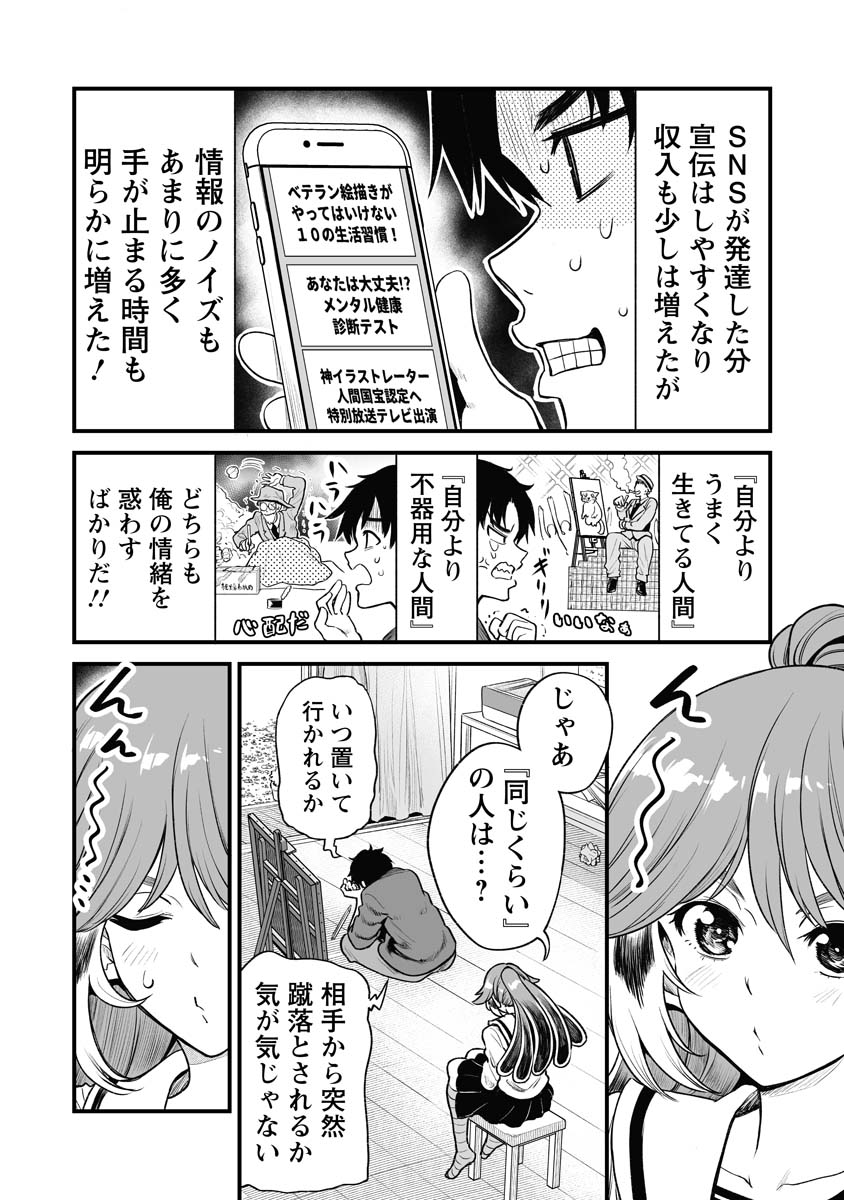 SNSが発達した分
宣伝はしやすくなり
収入も少しは増えたが
ベテラン絵描きが
やってはいけない
10の生活習慣！
あなたは大丈夫!?
メンタル健康
診断テスト
神イラストレーター
人間国宝認定へ
特別放送テレビ出演
情報のノイズも
あまりに多く
手が止まる時間も
明らかに増えた！
『自分より
うまく
生きてる人間』
いいなぁ
キリ
『自分より
不器用な人間』
うぃ
うぅ
心配だ
どちらも
俺の情緒を
惑わす
ばかりだ!!
ん〜
じゃあ
『同じくらい』
の人は…？
いつ置いて
行かれるか
相手から突然
蹴落とされるか
気が気じゃない
ん
ん〜